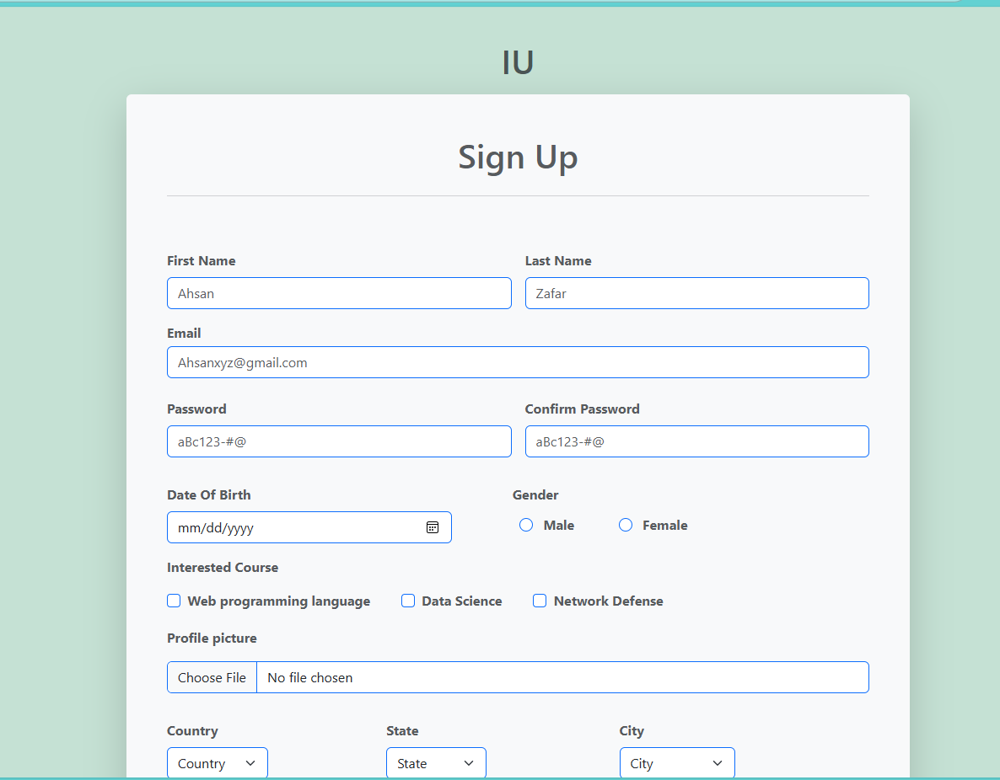 IU
Sign Up
First Name Last Name
Ahsan Zafar
Email
Ahsanxyz@gmail.com
Password Confirm Password
aBc123-#@ aBc123-#@
Date Of Birth Gender
mm/dd/yyyy Male Female
Interested Course
Web programming language Data Science Network Defense
Profile picture
Choose File No file chosen
Country State City
Country State City